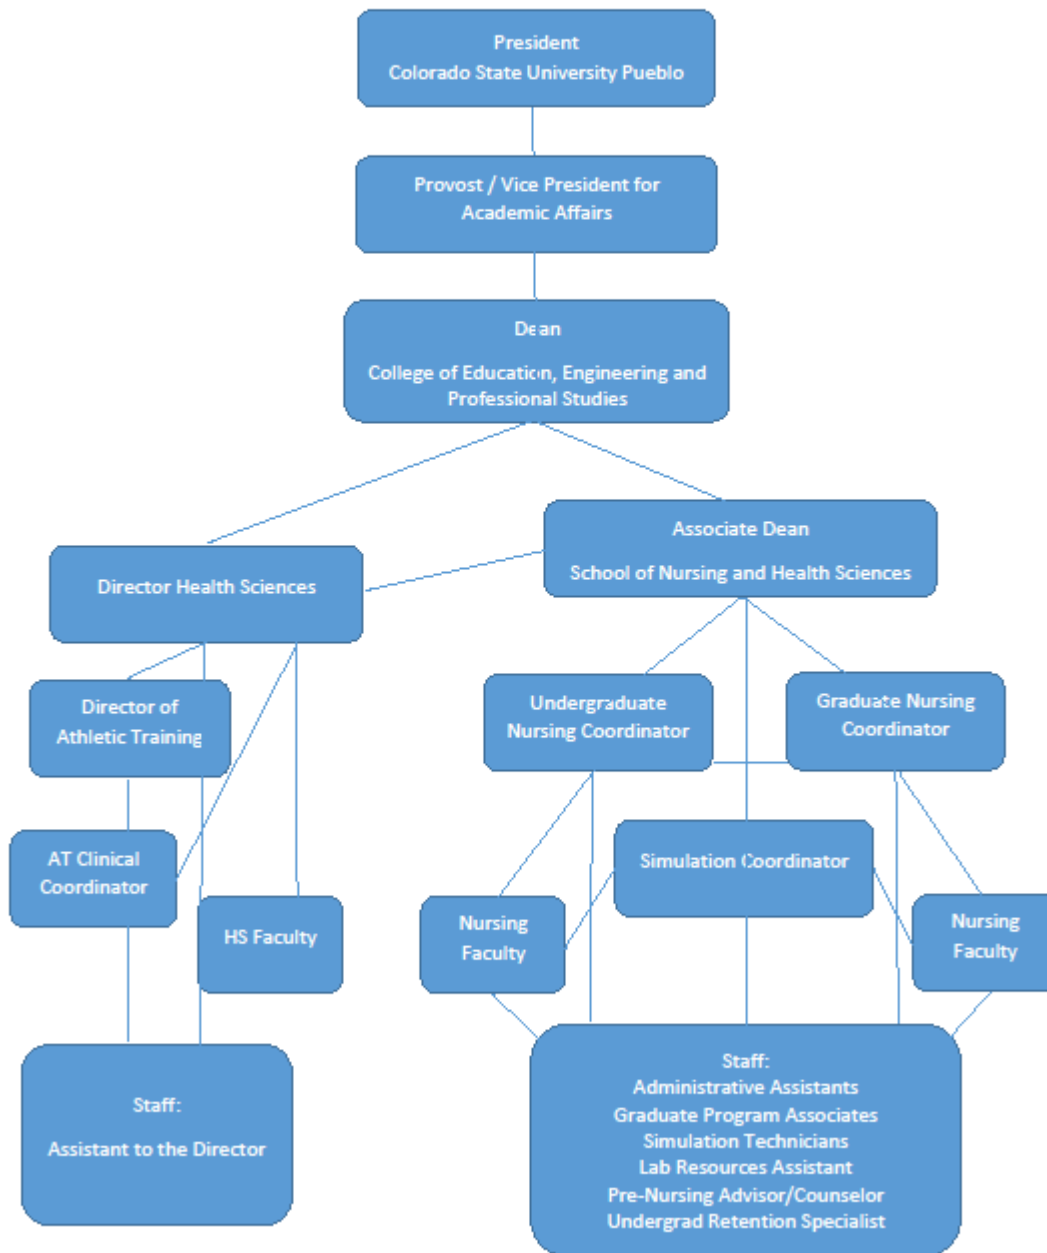 President
Colorado State University Pueblo
Provost / Vice President for
Academic Affairs
Dean
College of Education, Engineering and
Professional Studies
Associate Dean
School of Nursing and Health Sciences
Director Health Sciences
Director of
Athletic Training
Undergraduate
Nursing Coordinator
Graduate Nursing
Coordinator
AT Clinical
Coordinator
Simulation Coordinator
HS Faculty
Nursing
Faculty
Nursing
Faculty
Staff:
Assistant to the Director
Staff:
Administrative Assistants
Graduate Program Associates
Simulation Technicians
Lab Resources Assistant
Pre-Nursing Advisor/Counselor
Undergrad Retention Specialist